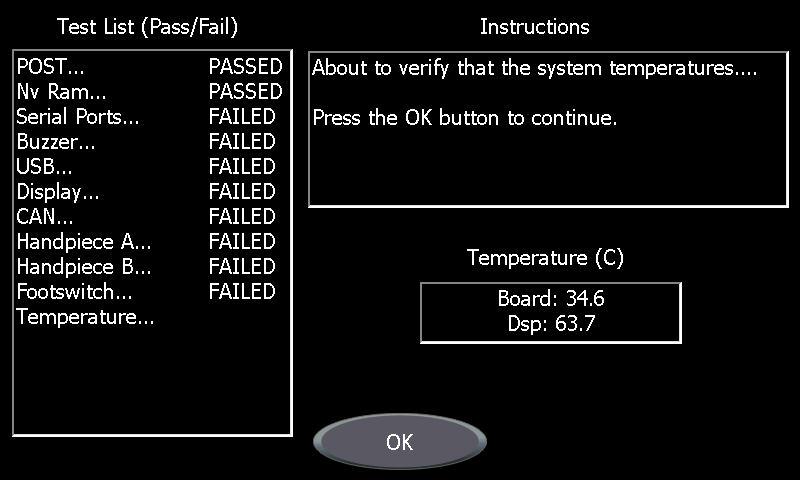 Test List (Pass/Fail)
POST... PASSED
Nv Ram... PASSED
Serial Ports... FAILED
Buzzer... FAILED
USB... FAILED
Display... FAILED
CAN... FAILED
Handpiece A... FAILED
Handpiece B... FAILED
Footswitch... FAILED
Temperature...
Instructions
About to verify that the system temperatures....
Press the OK button to continue.
Temperature (C)
Board: 34.6
Dsp: 63.7
OK